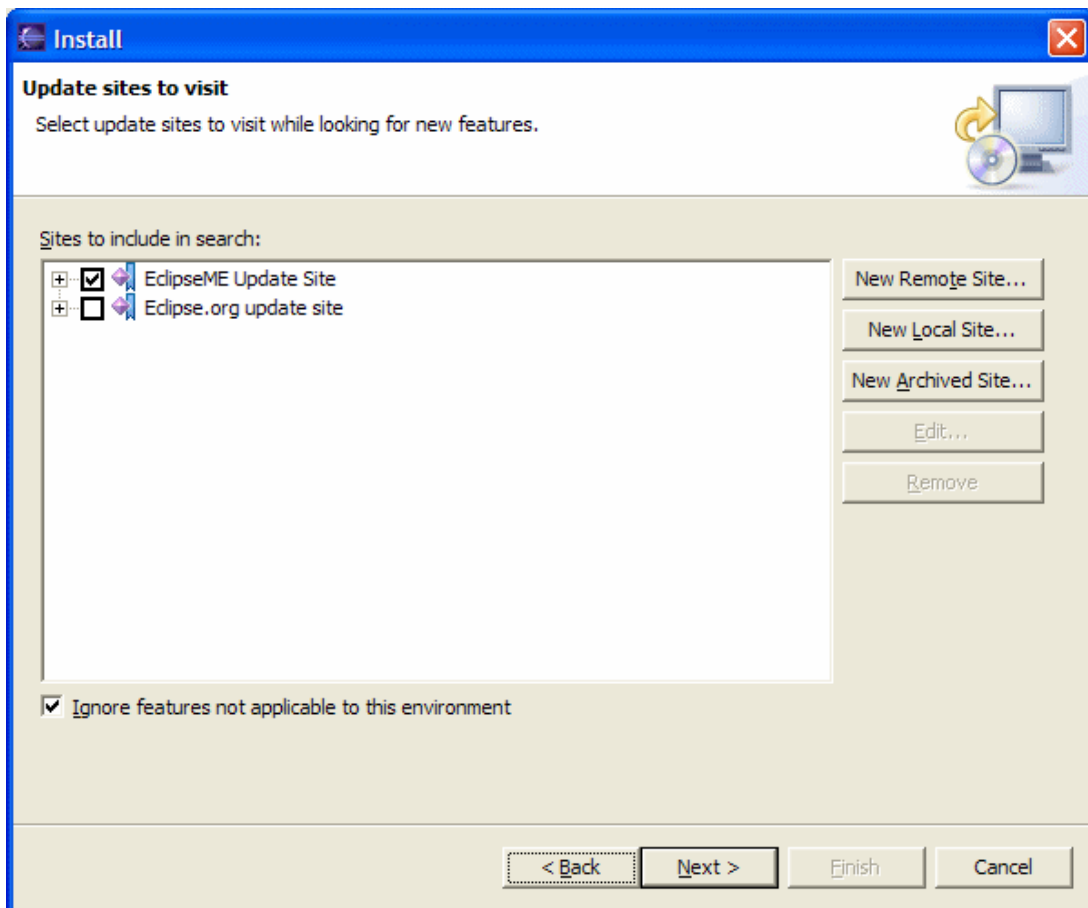 Install
Update sites to visit
Select update sites to visit while looking for new features.
Sites to include in search:
EclipseME Update Site
Eclipse.org update site
New Remote Site...
New Local Site...
New Archived Site...
Edit...
Remove
Ignore features not applicable to this environment
< Back
Next >
Finish
Cancel